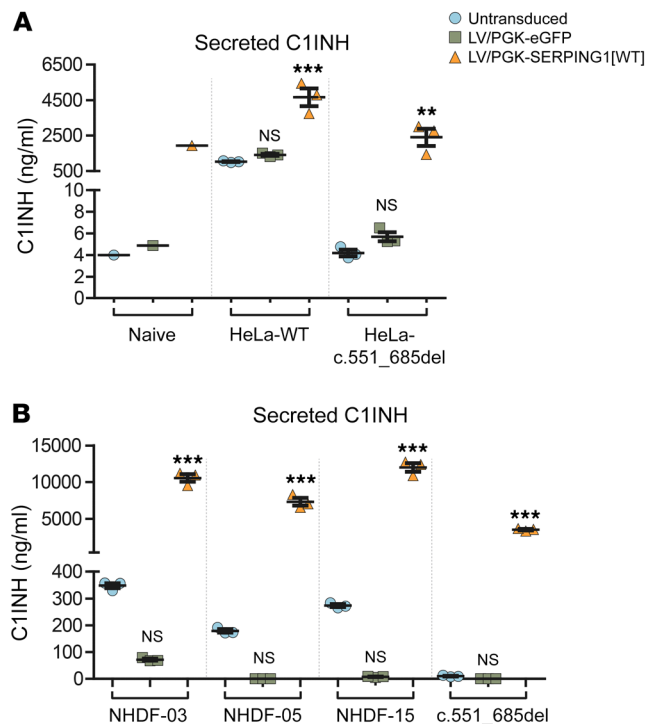 A
Secreted C1INH
Untransduced
LV/PGK-eGFP
LV/PGK-SERPING1[WT]
C1INH (ng/ml)
6500
4500
2500
500
10
8
6
4
2
0
NS
***
NS
**
Naive
HeLa-WT
HeLa-
c.551_685del
B
Secreted C1INH
C1INH (ng/ml)
15000
10000
5000
400
300
200
100
0
NS
***
NS
***
NS
***
NS
***
NHDF-03
NHDF-05
NHDF-15
c.551_685del